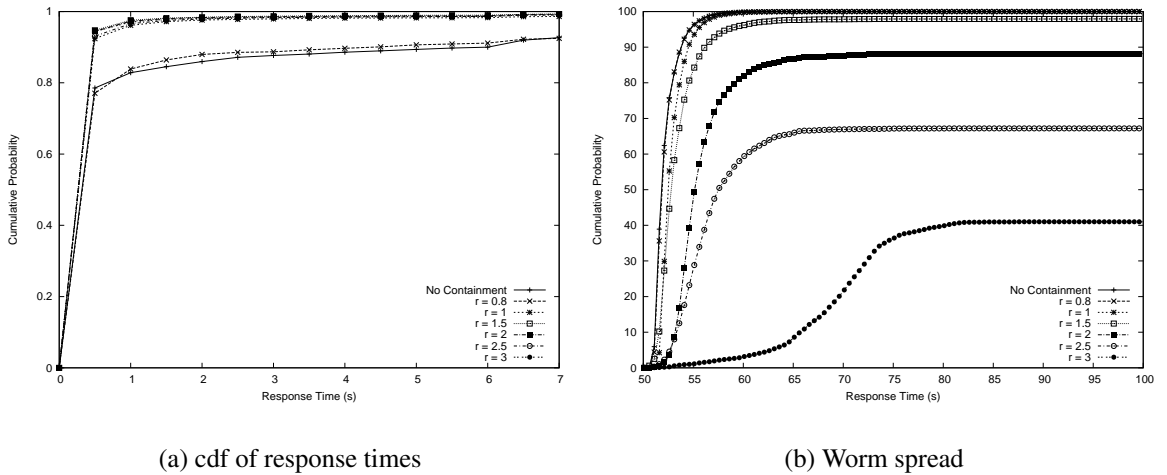 1
0.8
0.6
0.4
0.2
0
Cumulative Probability
0 1 2 3 4 5 6 7
Response Time (s)
No Containment
r = 0.8
r = 1
r = 1.5
r = 2
r = 2.5
r = 3
(a) cdf of response times
100
90
80
70
60
50
40
30
20
10
0
Cumulative Probability
50 55 60 65 70 75 80 85 90 95 100
Response Time (s)
No Containment
r = 0.8
r = 1
r = 1.5
r = 2
r = 2.5
r = 3
(b) Worm spread